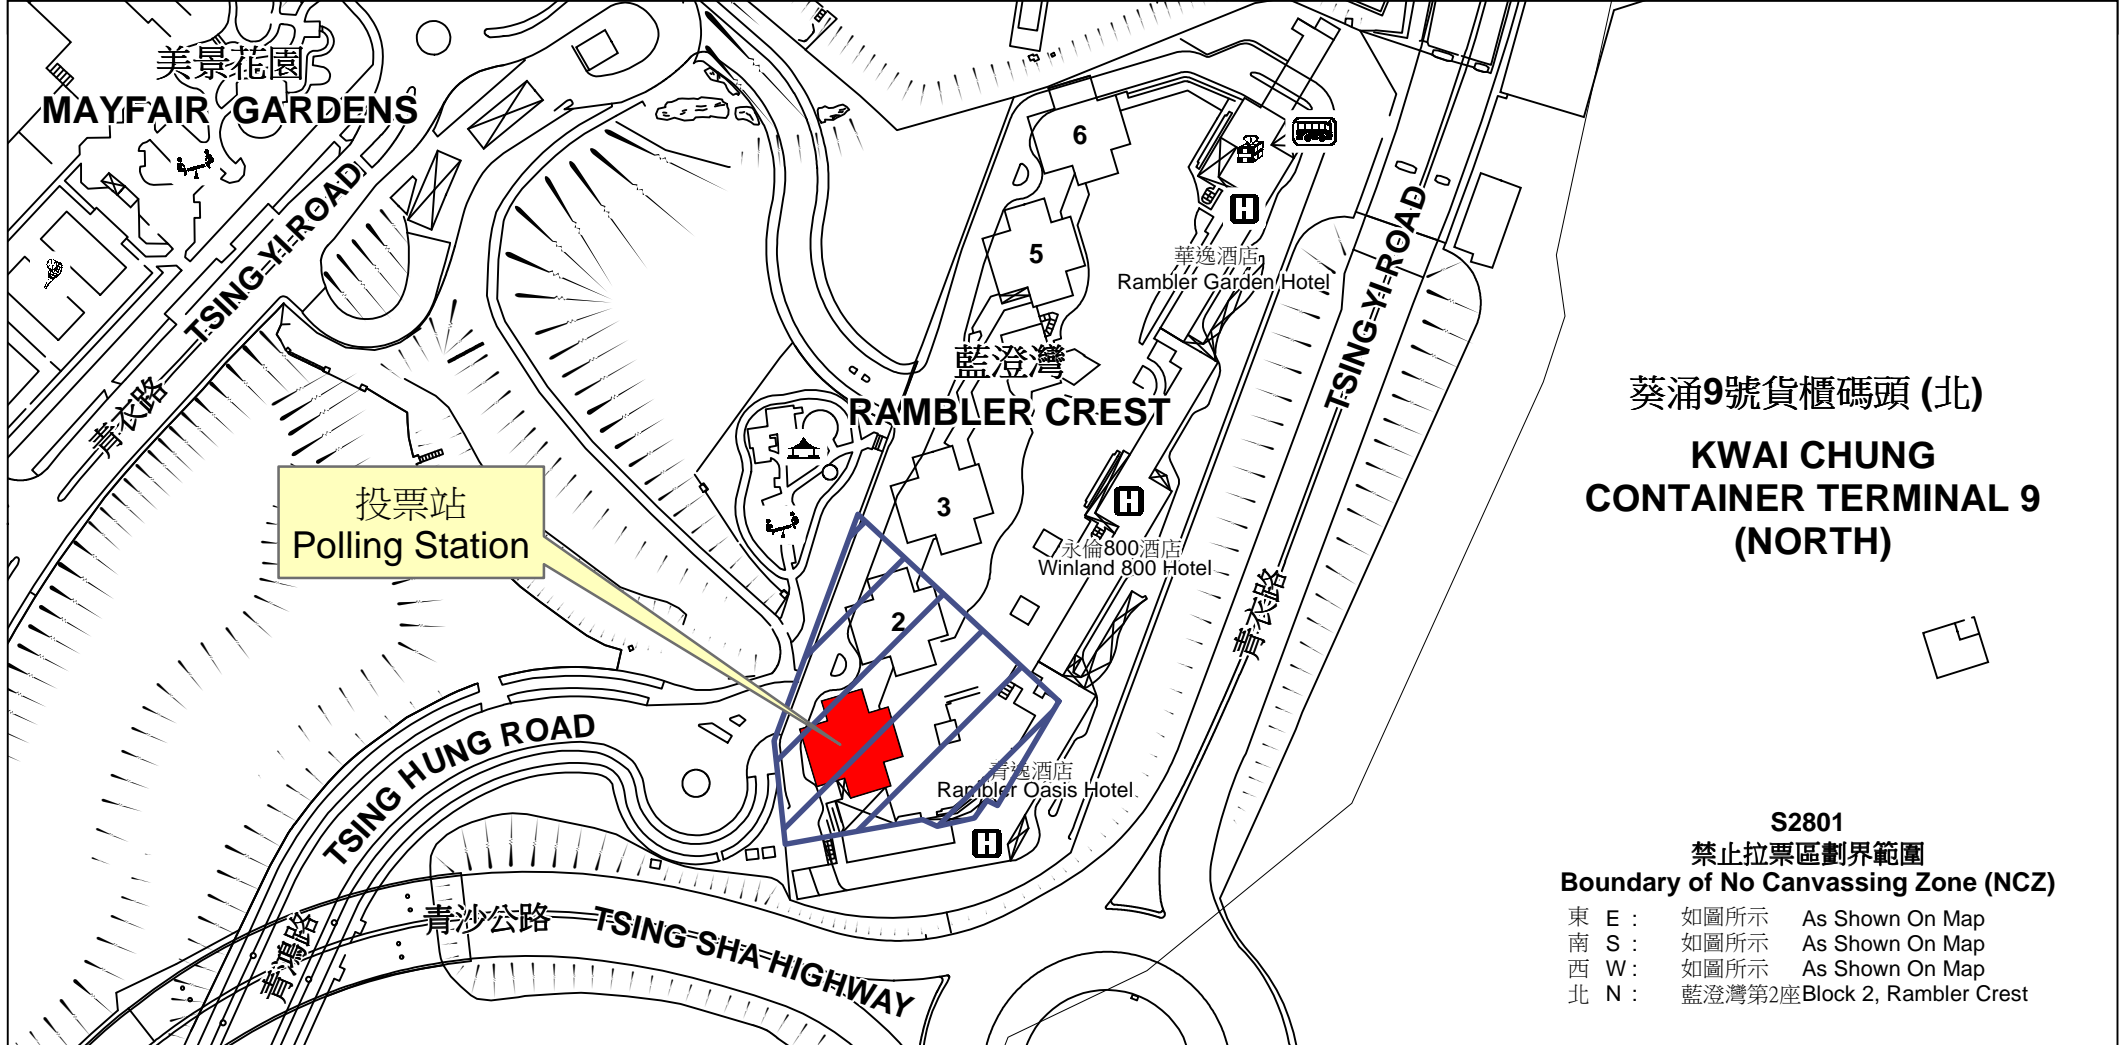 美景花園
MAYFAIR GARDENS
TSING YI ROAD
青衣路
投票站
Polling Station
6
5
華逸酒店
Rambler Garden Hotel
藍澄灣
RAMBLER CREST
3
永倫800酒店
Winland 800 Hotel
2
青逸酒店
Rambler Oasis Hotel
TSING YI ROAD
青衣路
TSING HUNG ROAD
青鴻路
青沙公路
TSING SHA HIGHWAY
葵涌9號貨櫃碼頭 (北)
KWAI CHUNG
CONTAINER TERMINAL 9
(NORTH)
S2801
禁止拉票區劃界範圍
Boundary of No Canvassing Zone (NCZ)
東 E : 如圖所示 As Shown On Map
南 S : 如圖所示 As Shown On Map
西 W : 如圖所示 As Shown On Map
北 N : 藍澄灣第2座 Block 2, Rambler Crest